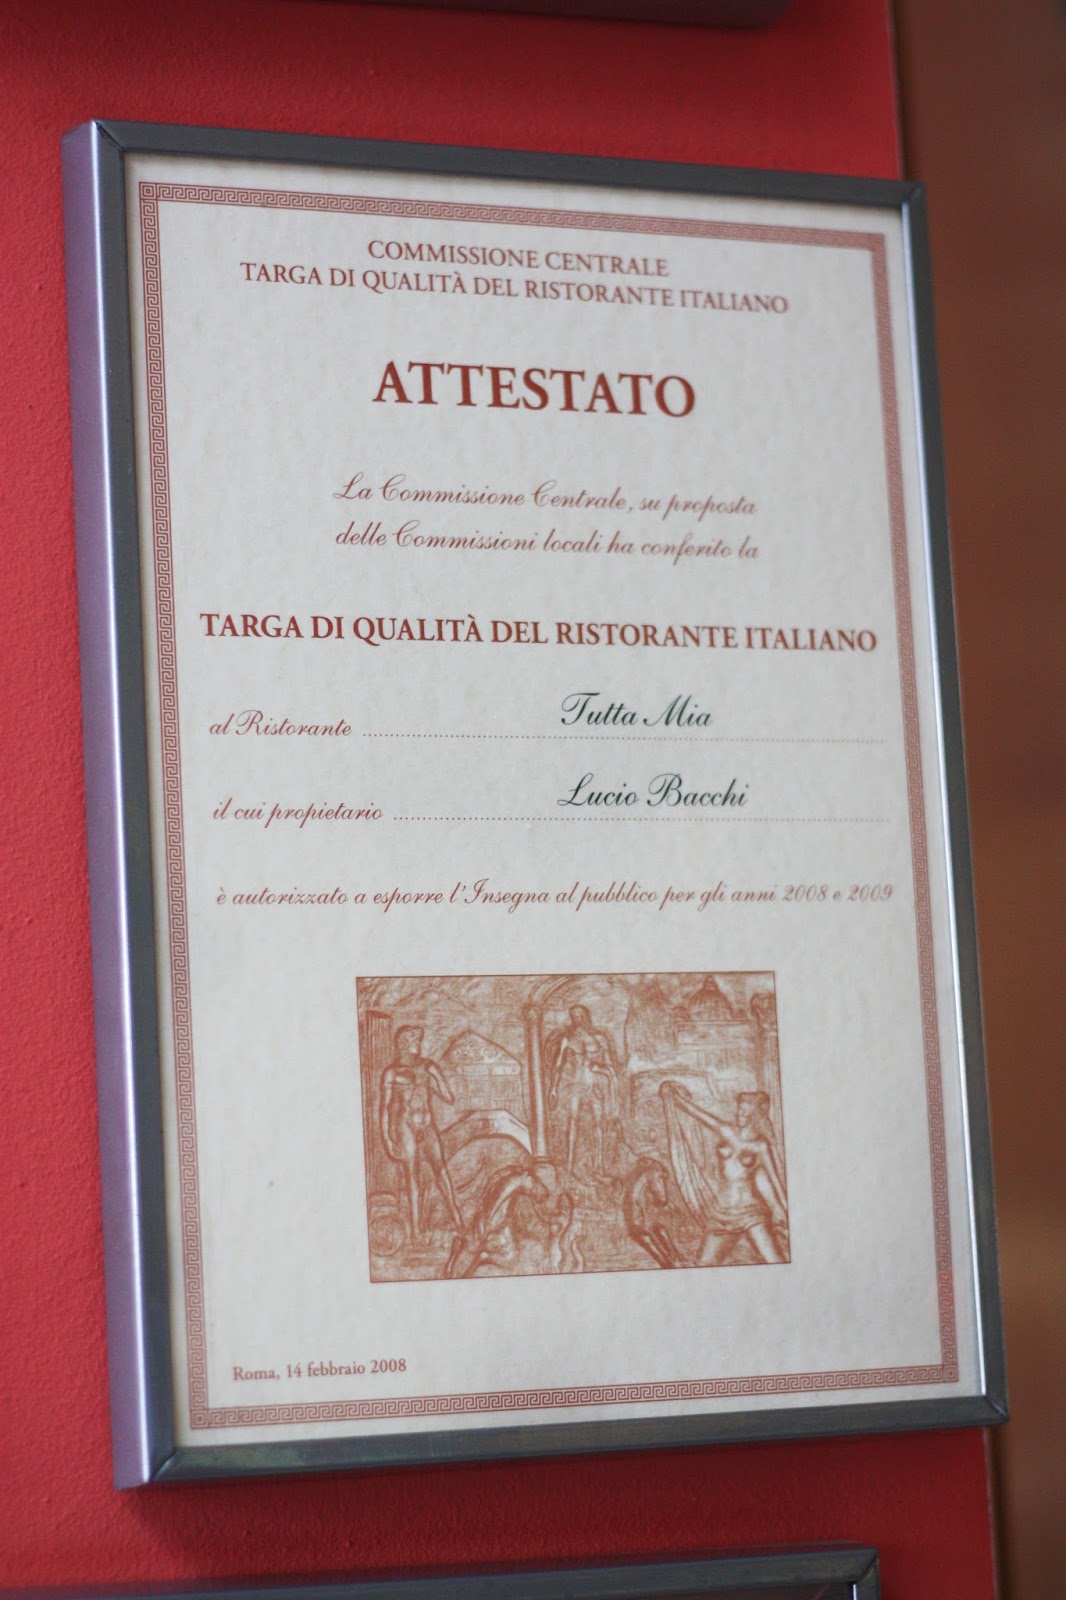 COMMISSIONE CENTRALE
TARGA DI QUALITÀ DEL RISTORANTE ITALIANO
ATTESTATO
La Commissione Centrale, su proposta
delle Commissioni locali ha conferito la
TARGA DI QUALITÀ DEL RISTORANTE ITALIANO
al Ristorante Tutta Mia
il cui propietario Lucio Bacchi
è autorizzato a esporre l'Insegna al pubblico per gli anni 2008 e 2009
Roma, 14 febbraio 2008